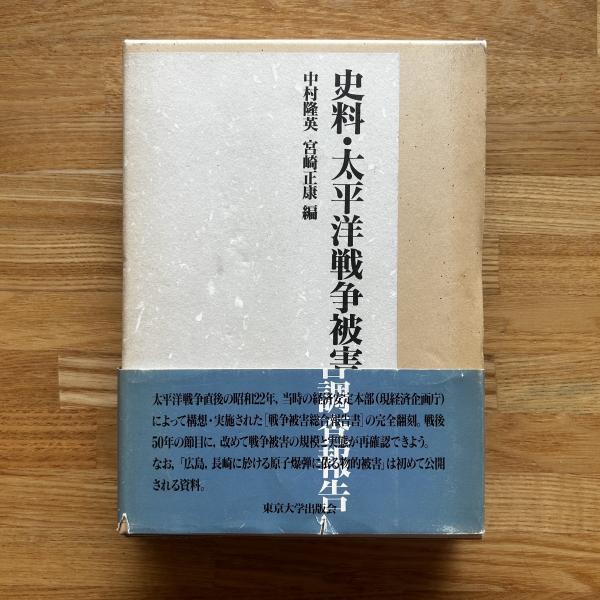 史料・太平洋戦争被害調査報告
中村隆英 宮崎正康 編
太平洋戦争直後の昭和22年，当時の経済安定本部（現経済企画庁）
によって構想・実施された「戦争被害総合報告書」の完全翻刻。戦後
50年の節目に，改めて戦争被害の規模と実態が再確認できよう。
なお，「広島，長崎に於ける原子爆弾に依る物的被害」は初めて公開
される資料。
東京大学出版会